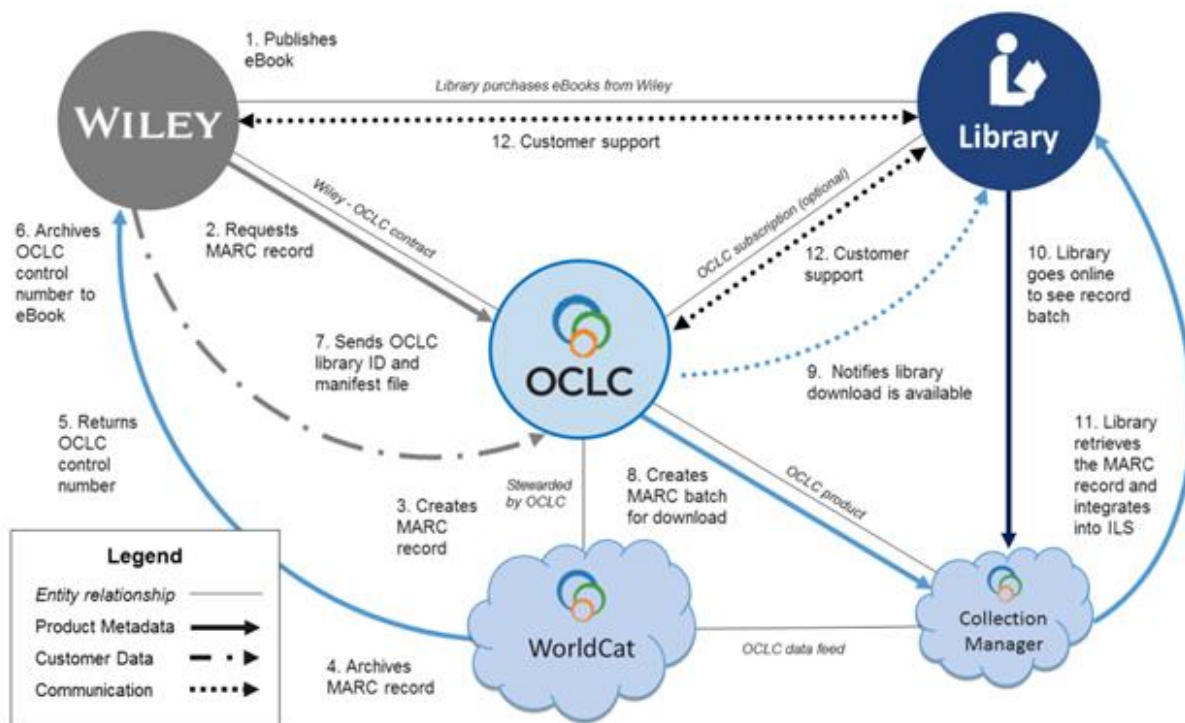 1. Publishes
eBook
Library purchases eBooks from Wiley
WILEY
12. Customer support
Library
Wiley - OCLC contract
OCLC subscription (optional)
6. Archives
OCLC
control
number to
eBook
2. Requests
MARC record
12. Customer
support
10. Library
goes online
to see record
batch
7. Sends OCLC
library ID and
manifest file
OCLC
9. Notifies library
download is available
5. Returns
OCLC
control
number
11. Library
retrieves
the MARC
record and
integrates
into ILS
Stewarded
by OCLC
8. Creates
MARC batch
for download
OCLC product
3. Creates
MARC
record
Legend
Entity relationship
Product Metadata
Customer Data
Communication
WorldCat
Collection
Manager
OCLC data feed
4. Archives
MARC record